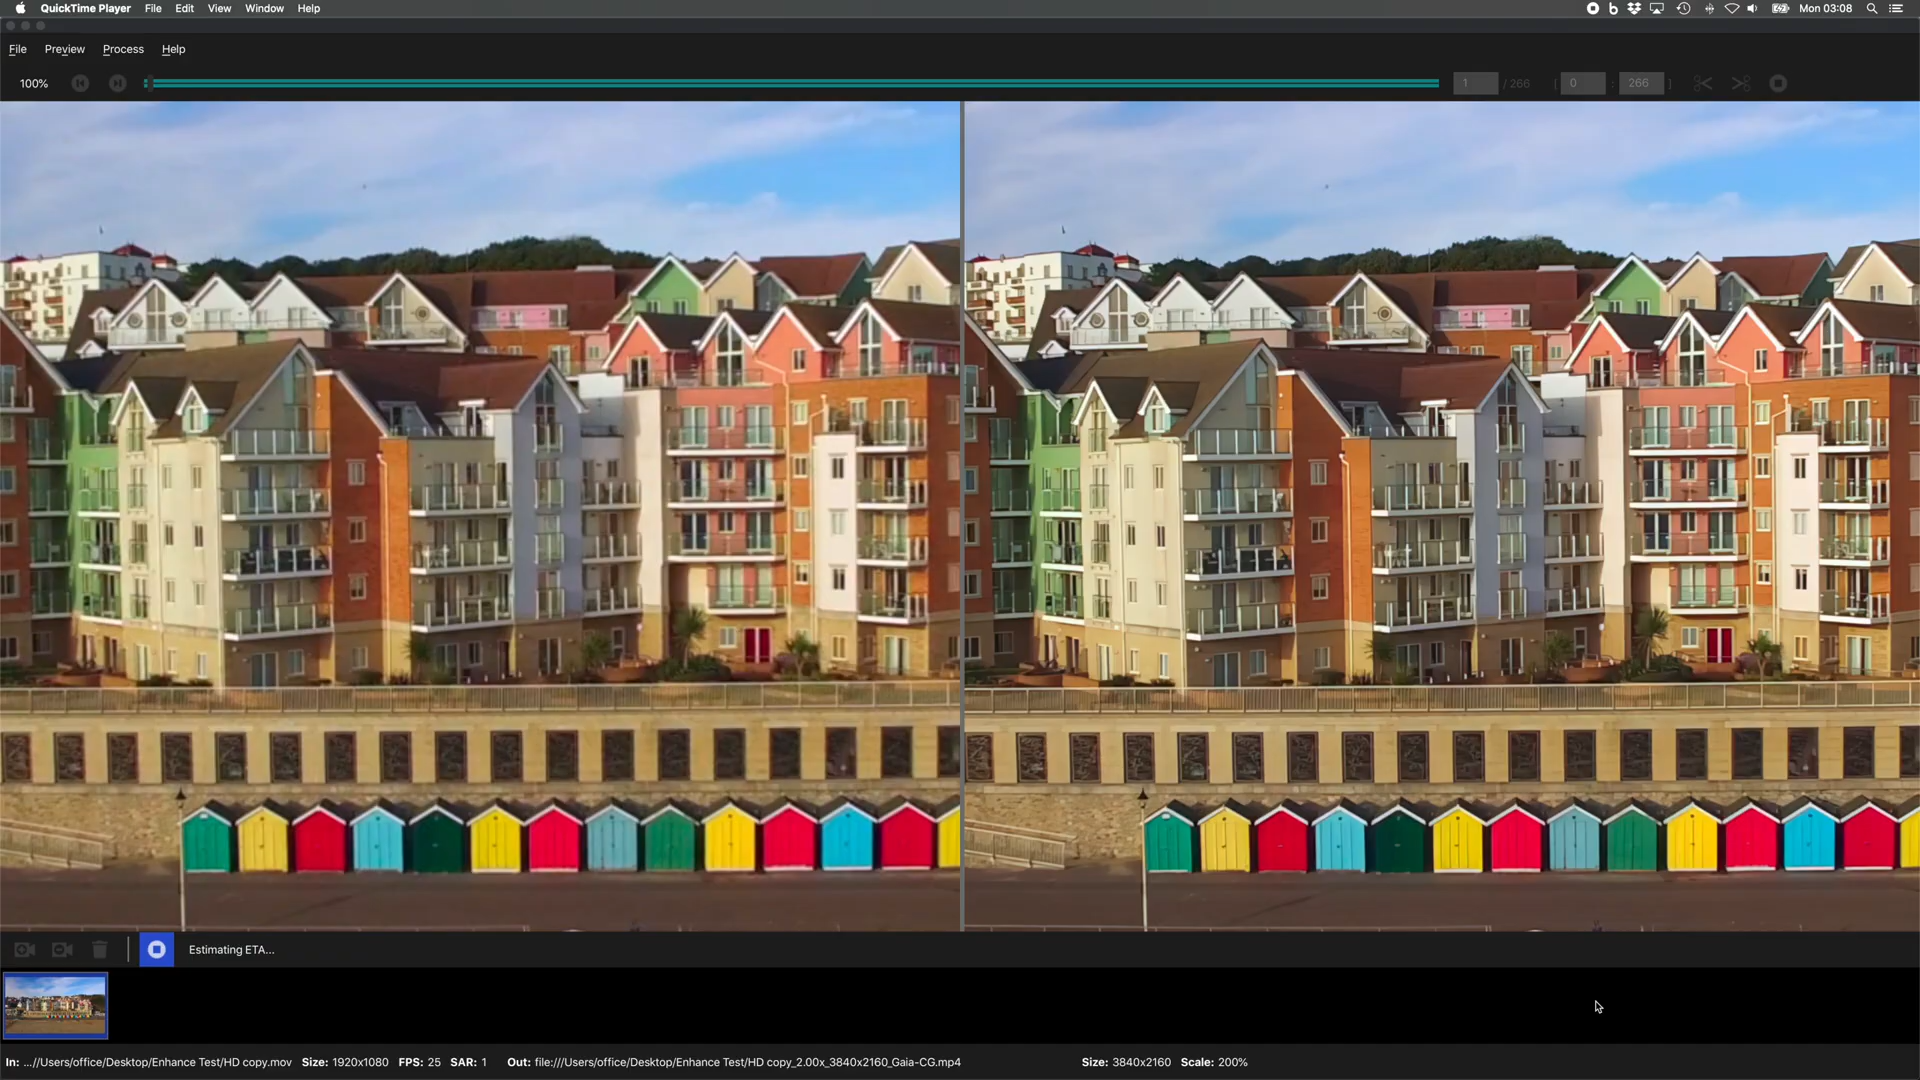 QuickTime Player File Edit View Window Help Mon 03:08
File Preview Process Help
100% 1 / 266 [ 0 : 266 ]
Estimating ETA...
In: ...//Users/office/Desktop/Enhance Test/HD copy.mov Size: 1920x1080 FPS: 25 SAR: 1 Out: file:///Users/office/Desktop/Enhance Test/HD copy_2.00x_3840x2160_Gaia-CG.mp4 Size: 3840x2160 Scale: 200%